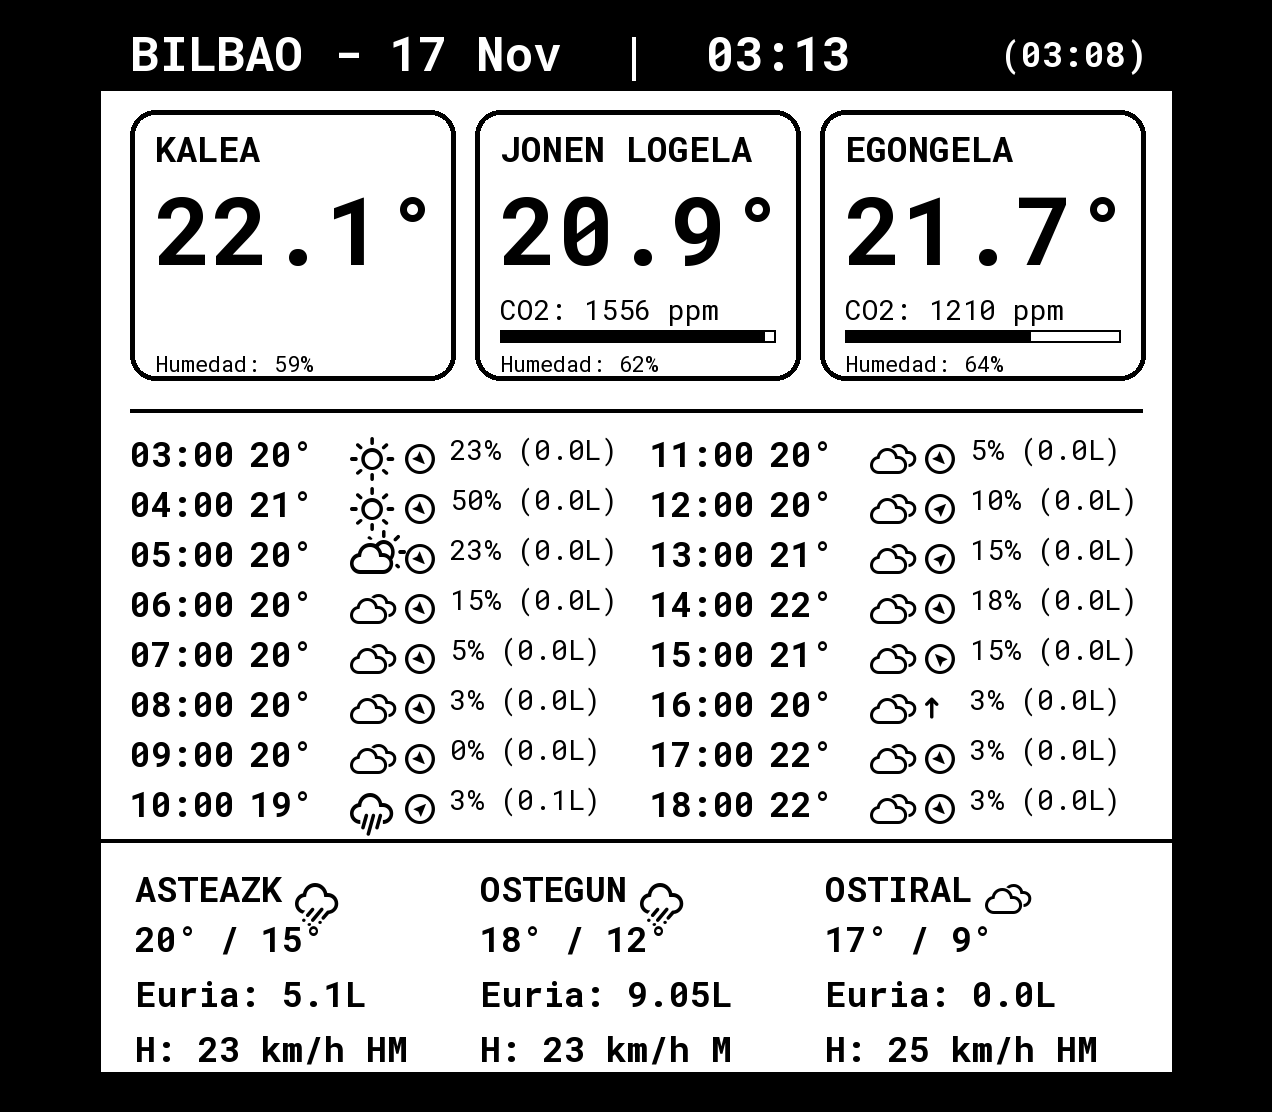 BILBAO - 17 Nov | 03:13 (03:08)
KALEA
22.1°
Humedad: 59%
JONEN LOGELA
20.9°
CO2: 1556 ppm
Humedad: 62%
EGONGELA
21.7°
CO2: 1210 ppm
Humedad: 64%
03:00 20° 23% (0.0L)
04:00 21° 50% (0.0L)
05:00 20° 23% (0.0L)
06:00 20° 15% (0.0L)
07:00 20° 5% (0.0L)
08:00 20° 3% (0.0L)
09:00 20° 0% (0.0L)
10:00 19° 3% (0.1L)
11:00 20° 5% (0.0L)
12:00 20° 10% (0.0L)
13:00 21° 15% (0.0L)
14:00 22° 18% (0.0L)
15:00 21° 15% (0.0L)
16:00 20° 3% (0.0L)
17:00 22° 3% (0.0L)
18:00 22° 3% (0.0L)
ASTEAZK
20° / 15°
Euria: 5.1L
H: 23 km/h HM
OSTEGUN
18° / 12°
Euria: 9.05L
H: 23 km/h M
OSTIRAL
17° / 9°
Euria: 0.0L
H: 25 km/h HM